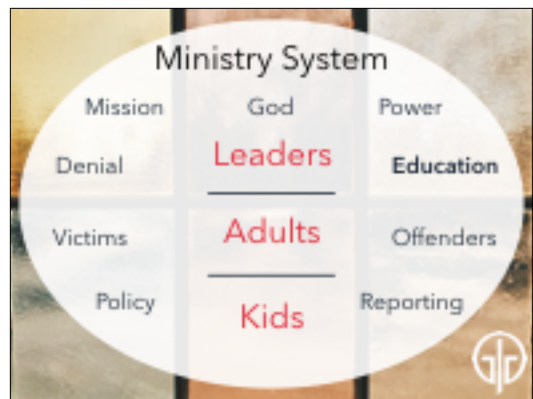 Ministry System
Mission God Power
Leaders
Denial Education
Adults
Victims Offenders
Policy Reporting
Kids